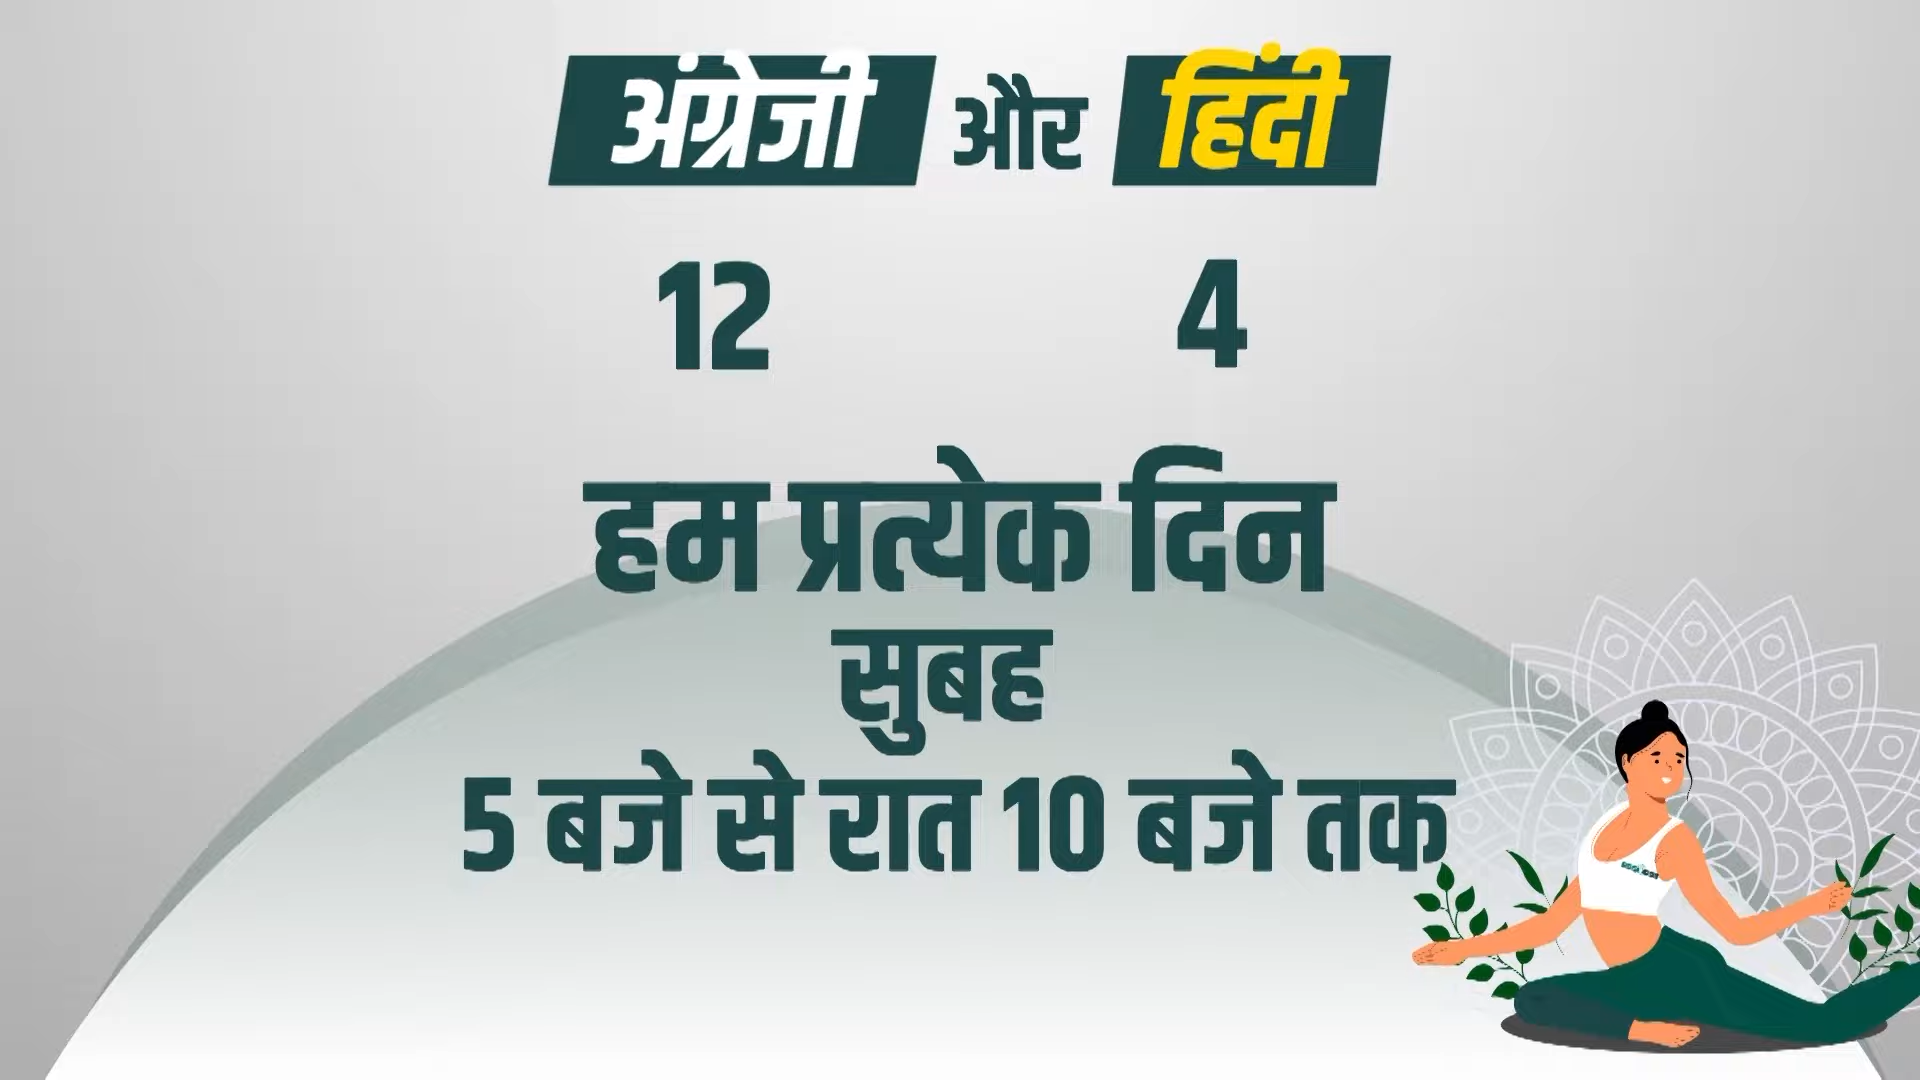 अंग्रेजी और हिंदी
12 4
हम प्रत्येक दिन
सुबह
5 बजे से रात 10 बजे तक